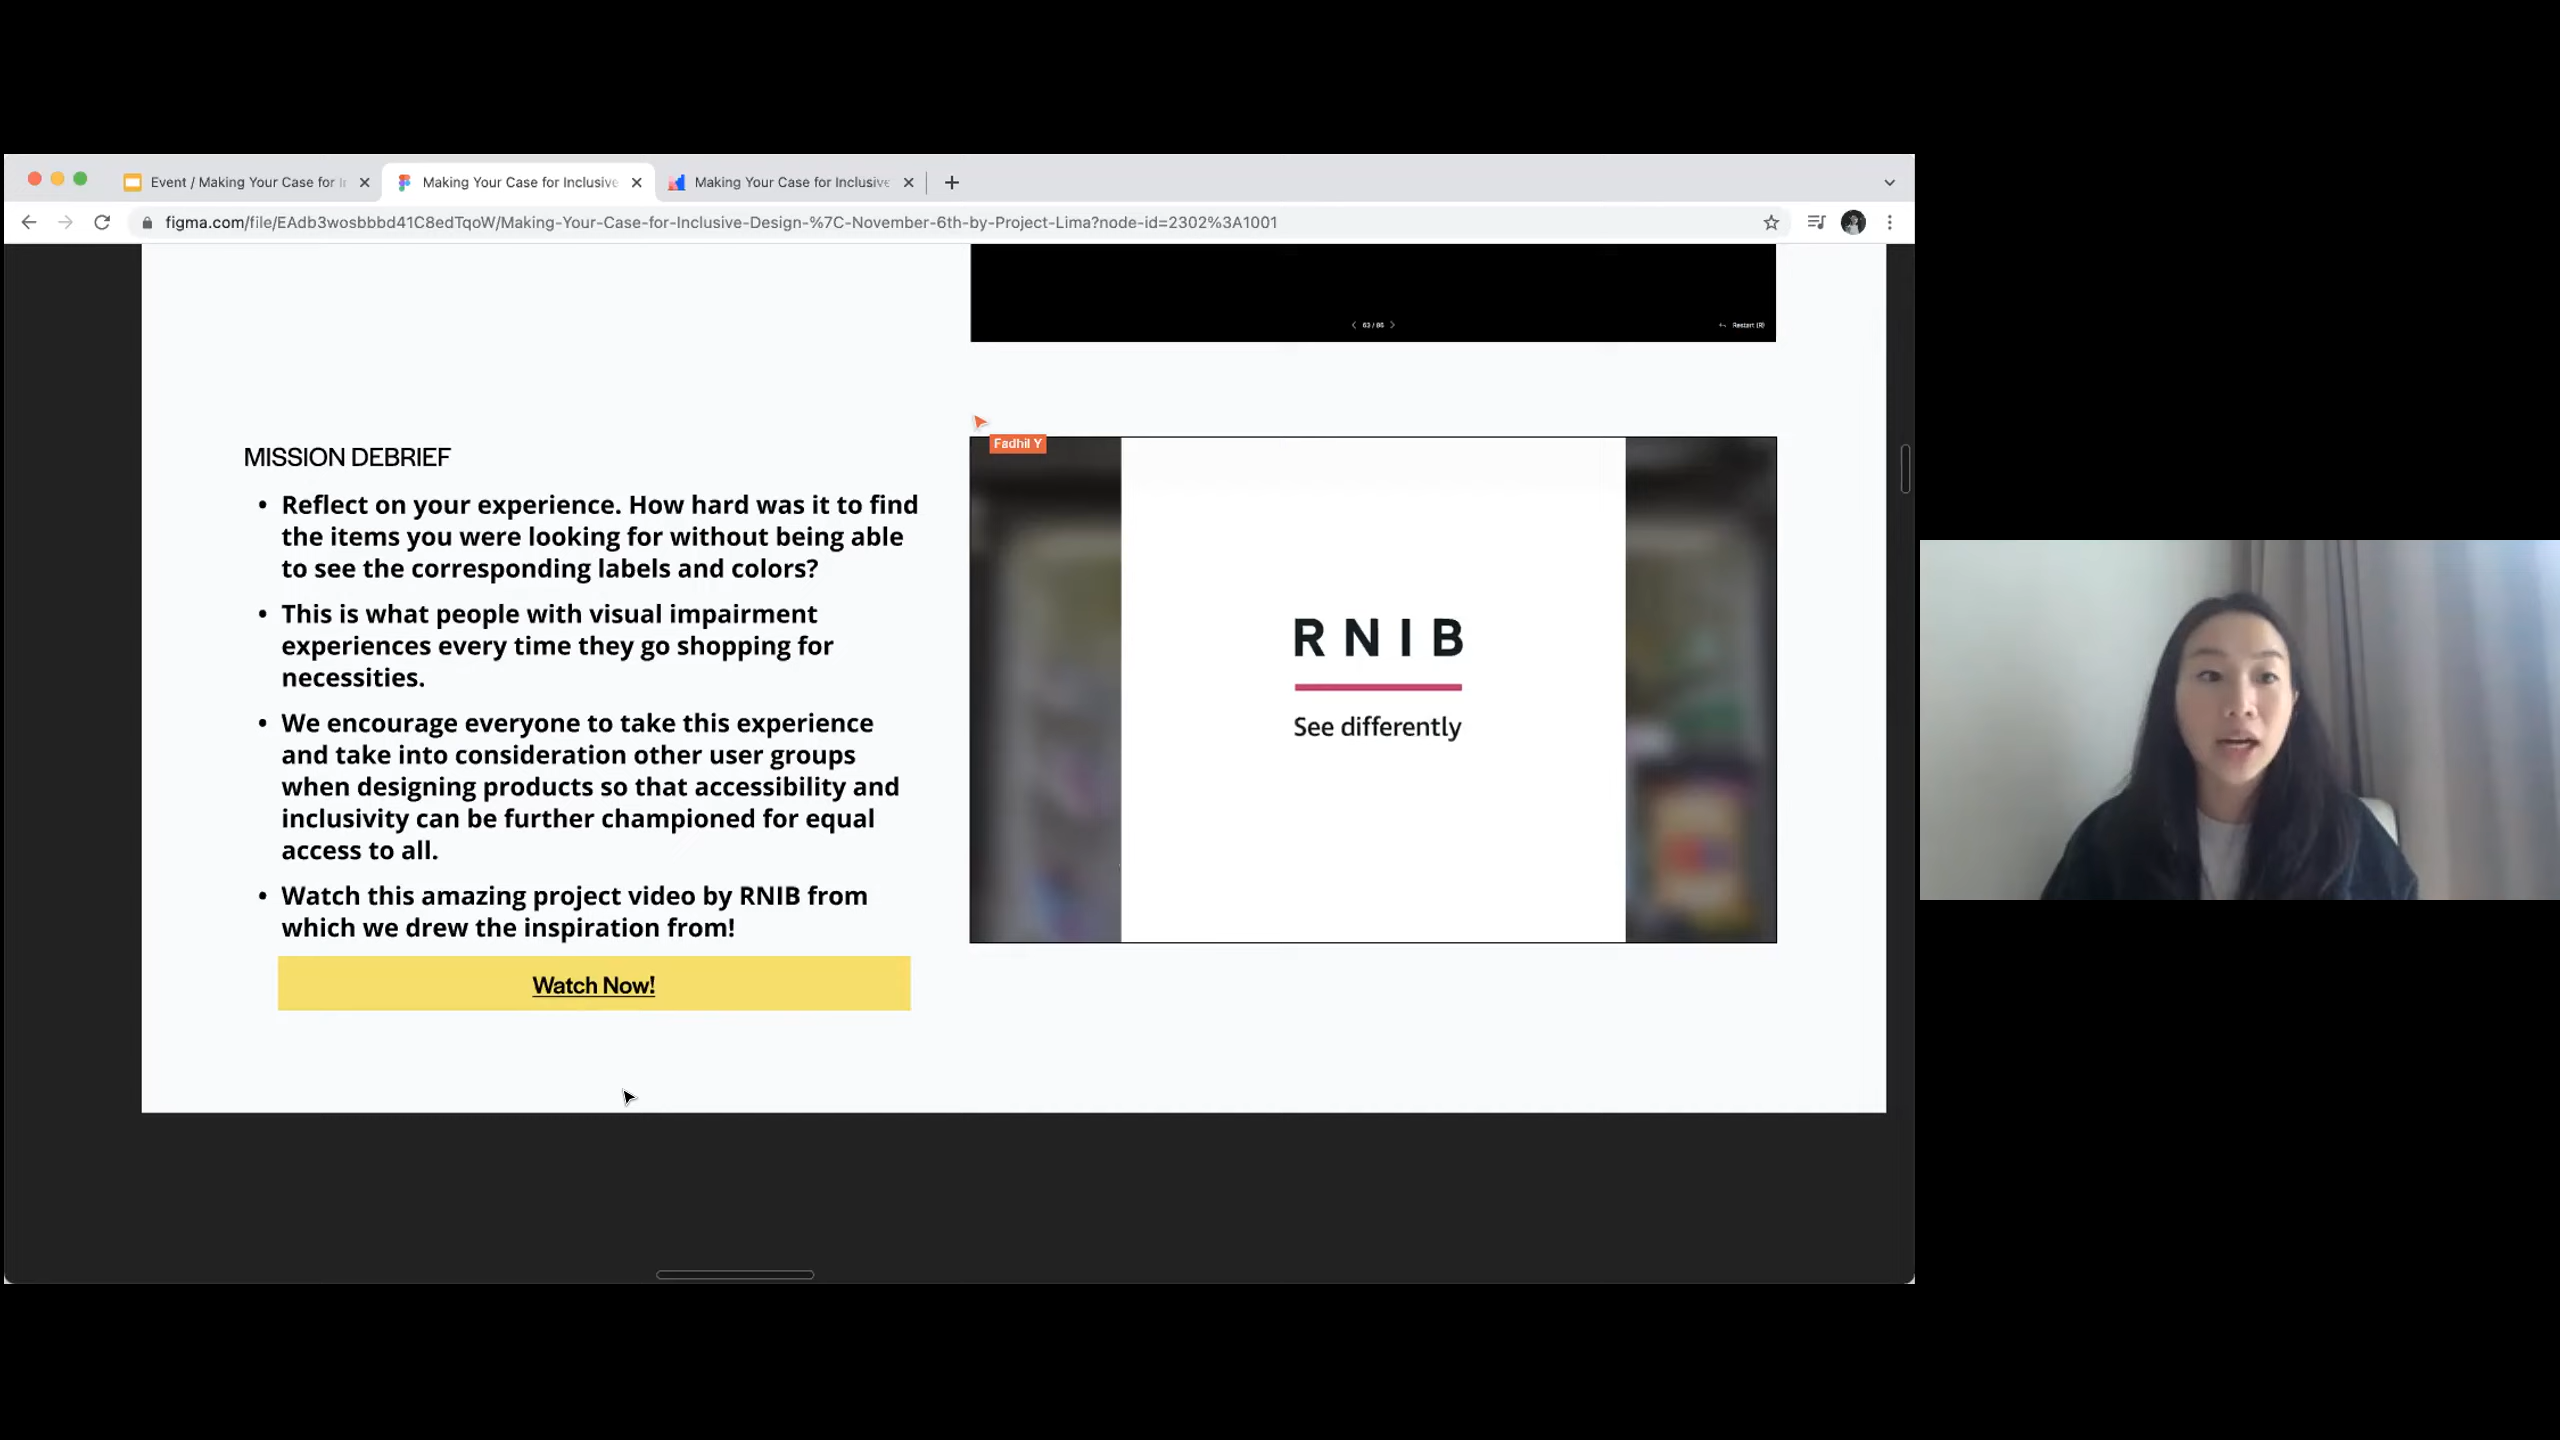 Event / Making Your Case for I
Making Your Case for Inclusive
Making Your Case for Inclusive
figma.com/file/EAdb3wosbbbd41C8edTqoW/Making-Your-Case-for-Inclusive-Design-%7C-November-6th-by-Project-Lima?node-id=2302%3A1001
63 / 86
Restart (R)
Fadhil Y
MISSION DEBRIEF
• Reflect on your experience. How hard was it to find
the items you were looking for without being able
to see the corresponding labels and colors?
• This is what people with visual impairment
experiences every time they go shopping for
necessities.
• We encourage everyone to take this experience
and take into consideration other user groups
when designing products so that accessibility and
inclusivity can be further championed for equal
access to all.
• Watch this amazing project video by RNIB from
which we drew the inspiration from!
Watch Now!
RNIB
See differently